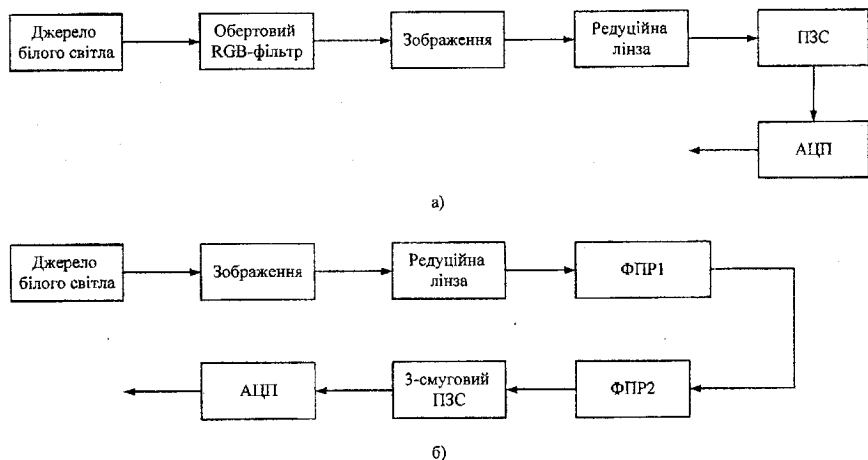 Джерело
білого світла
Обертовий
RGB-фільтр
Зображення
Редуційна
лінза
ПЗС
АЦП
а)
Джерело
білого світла
Зображення
Редуційна
лінза
ФПР1
АЦП
3-смуговий
ПЗС
ФПР2
б)